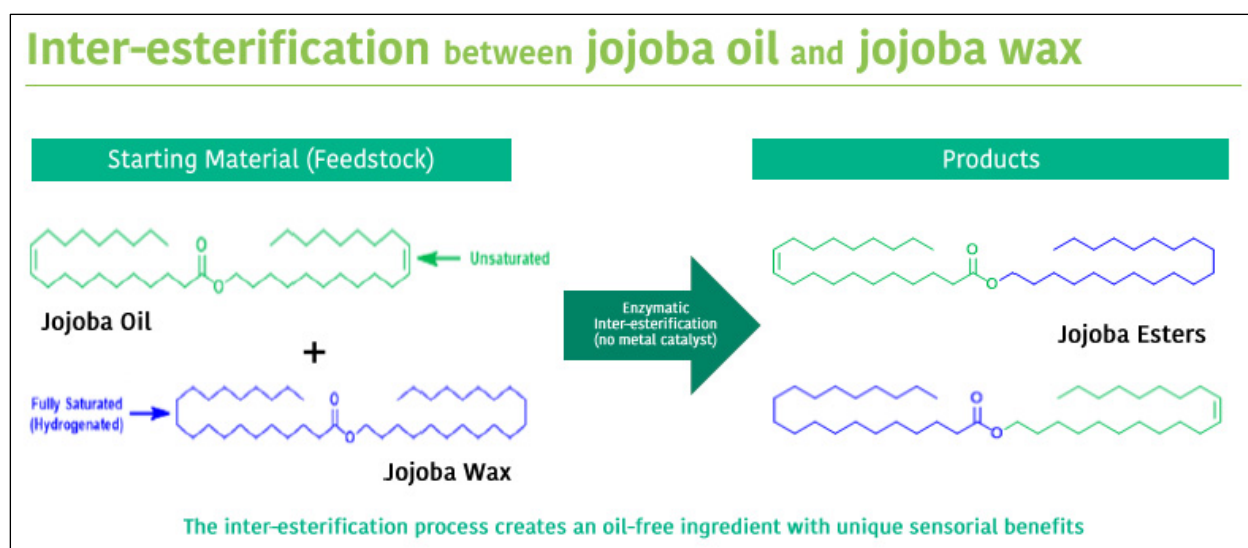 Inter-esterification between jojoba oil and jojoba wax
Starting Material (Feedstock)
Products
O
O
Unsaturated
Jojoba Oil
+
Fully Saturated
(Hydrogenated)
O
O
Jojoba Wax
Enzymatic
Inter-esterification
(no metal catalyst)
O
O
Jojoba Esters
O
O
The inter-esterification process creates an oil-free ingredient with unique sensorial benefits